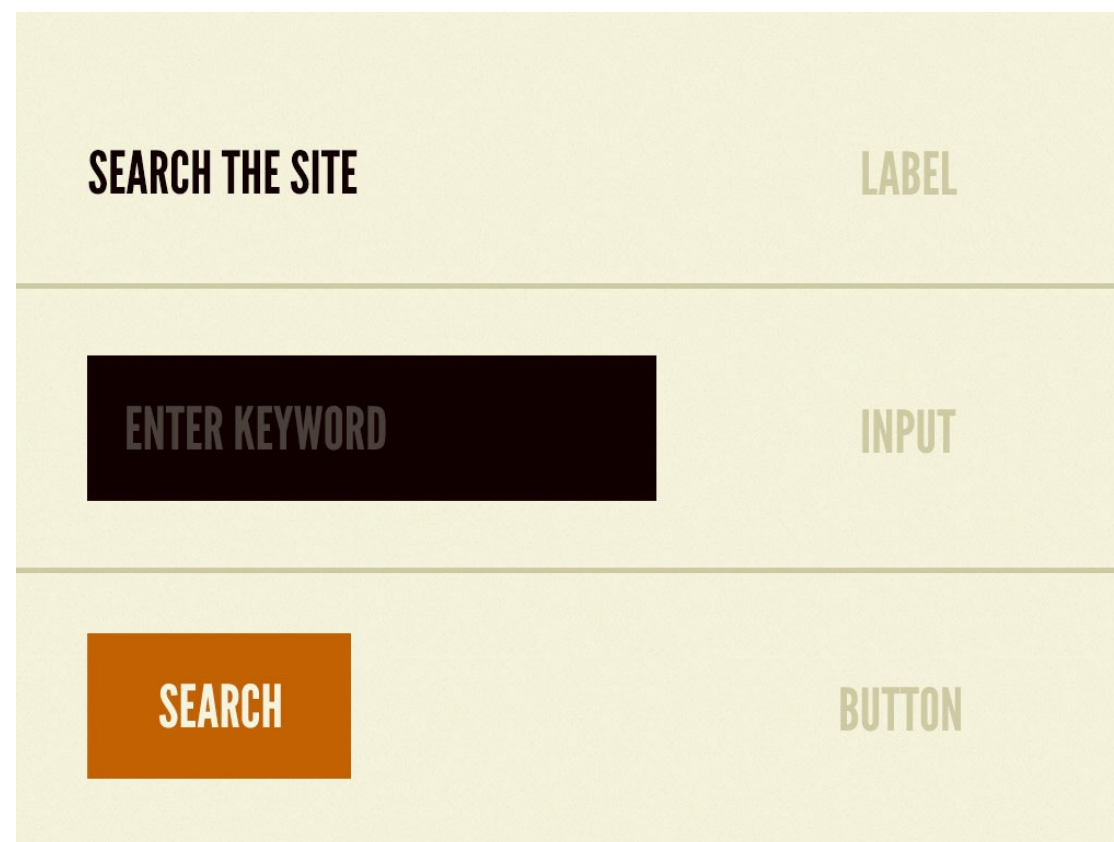 SEARCH THE SITE
LABEL
ENTER KEYWORD
INPUT
SEARCH
BUTTON